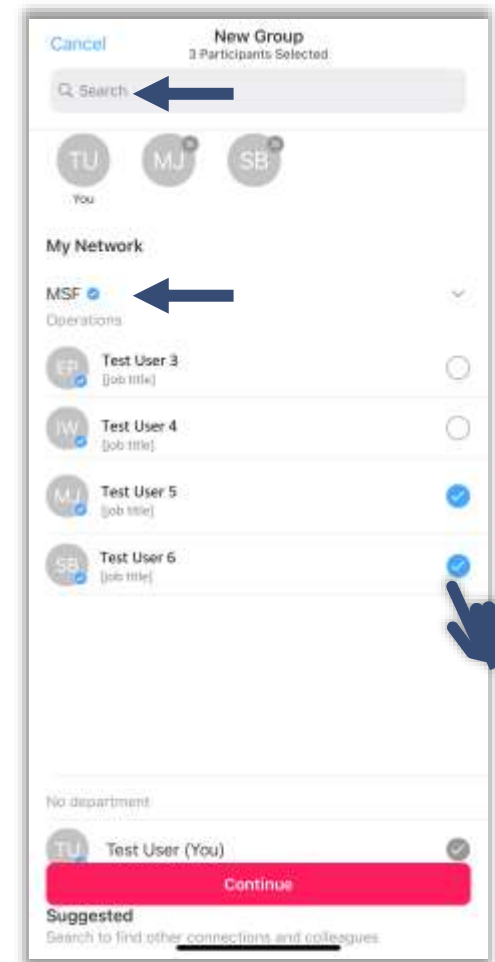 Cancel
New Group
3 Participants Selected
Search
TU
MJ
SB
You
My Network
MSF
Operations
EP
Test User 3
[job title]
IW
Test User 4
[job title]
MJ
Test User 5
[job title]
SB
Test User 6
[job title]
No department
TU
Test User (You)
Continue
Suggested
Search to find other connections and colleagues